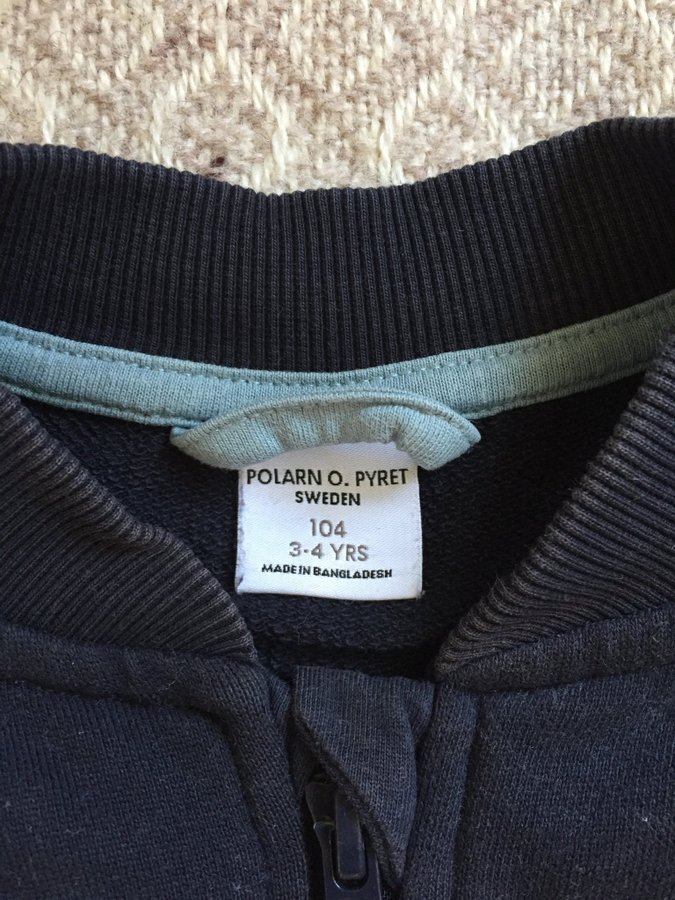 POLARN O. PYRET
SWEDEN
104
3-4 YRS
MADE IN BANGLADESH